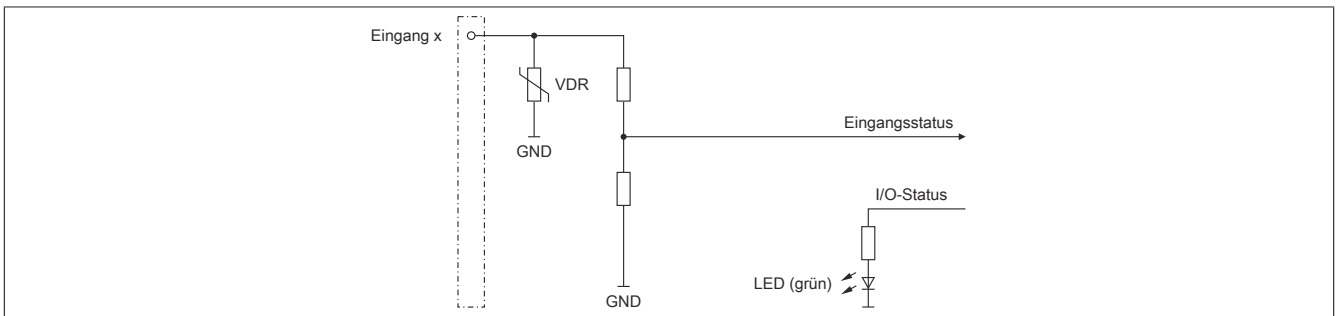 Eingang x
VDR
GND
Eingangsstatus
I/O-Status
LED (grün)
GND